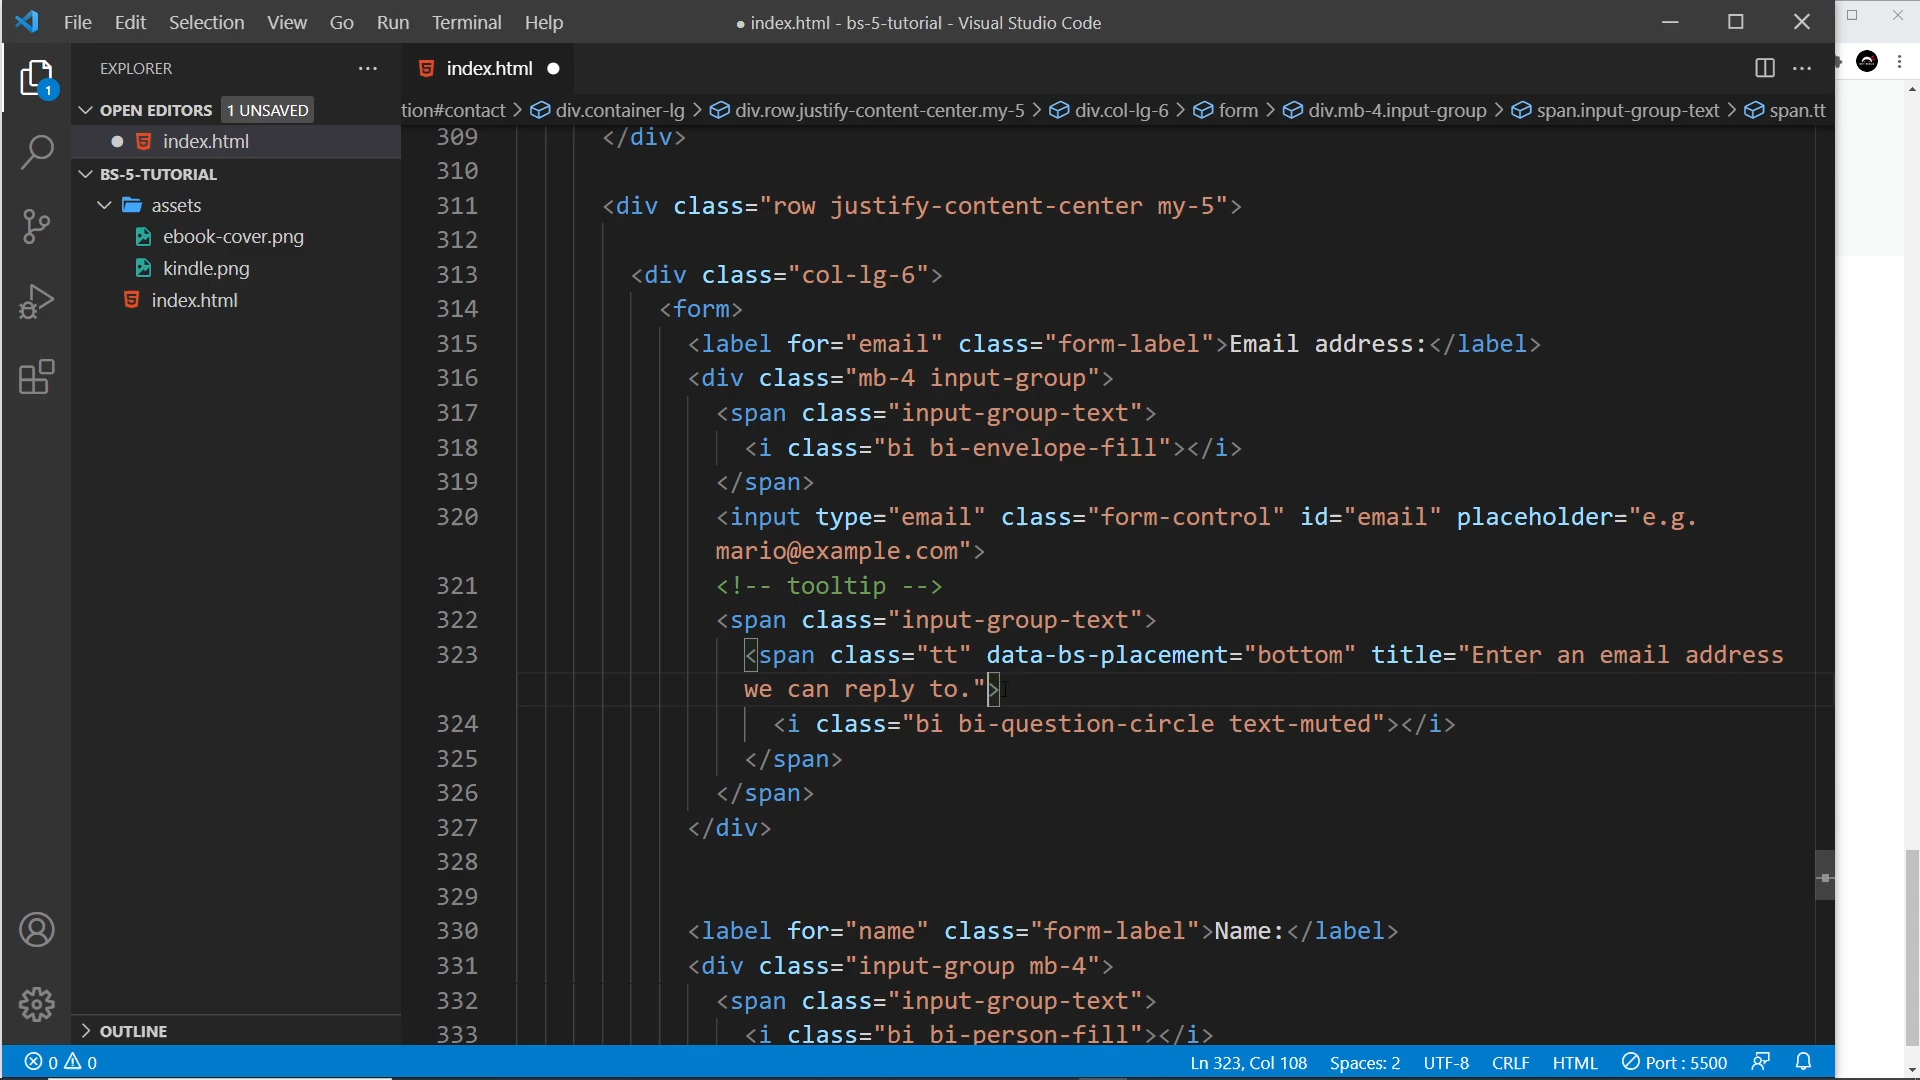 File Edit Selection View Go Run Terminal Help
● index.html - bs-5-tutorial - Visual Studio Code
EXPLORER
index.html
OPEN EDITORS 1 UNSAVED
index.html
BS-5-TUTORIAL
assets
ebook-cover.png
kindle.png
index.html
OUTLINE
1
tion#contact > div.container-lg > div.row.justify-content-center.my-5 > div.col-lg-6 > form > div.mb-4.input-group > span.input-group-text > span.tt
309 </div>
310
311 <div class="row justify-content-center my-5">
312
313 <div class="col-lg-6">
314 <form>
315 <label for="email" class="form-label">Email address:</label>
316 <div class="mb-4 input-group">
317 <span class="input-group-text">
318 <i class="bi bi-envelope-fill"></i>
319 </span>
320 <input type="email" class="form-control" id="email" placeholder="e.g.
mario@example.com">
321 <!-- tooltip -->
322 <span class="input-group-text">
323 <span class="tt" data-bs-placement="bottom" title="Enter an email address
we can reply to.">
324 <i class="bi bi-question-circle text-muted"></i>
325 </span>
326 </span>
327 </div>
328
329
330 <label for="name" class="form-label">Name:</label>
331 <div class="input-group mb-4">
332 <span class="input-group-text">
333 <i class="bi bi-person-fill"></i>
0 0
Ln 323, Col 108 Spaces: 2 UTF-8 CRLF HTML Port : 5500